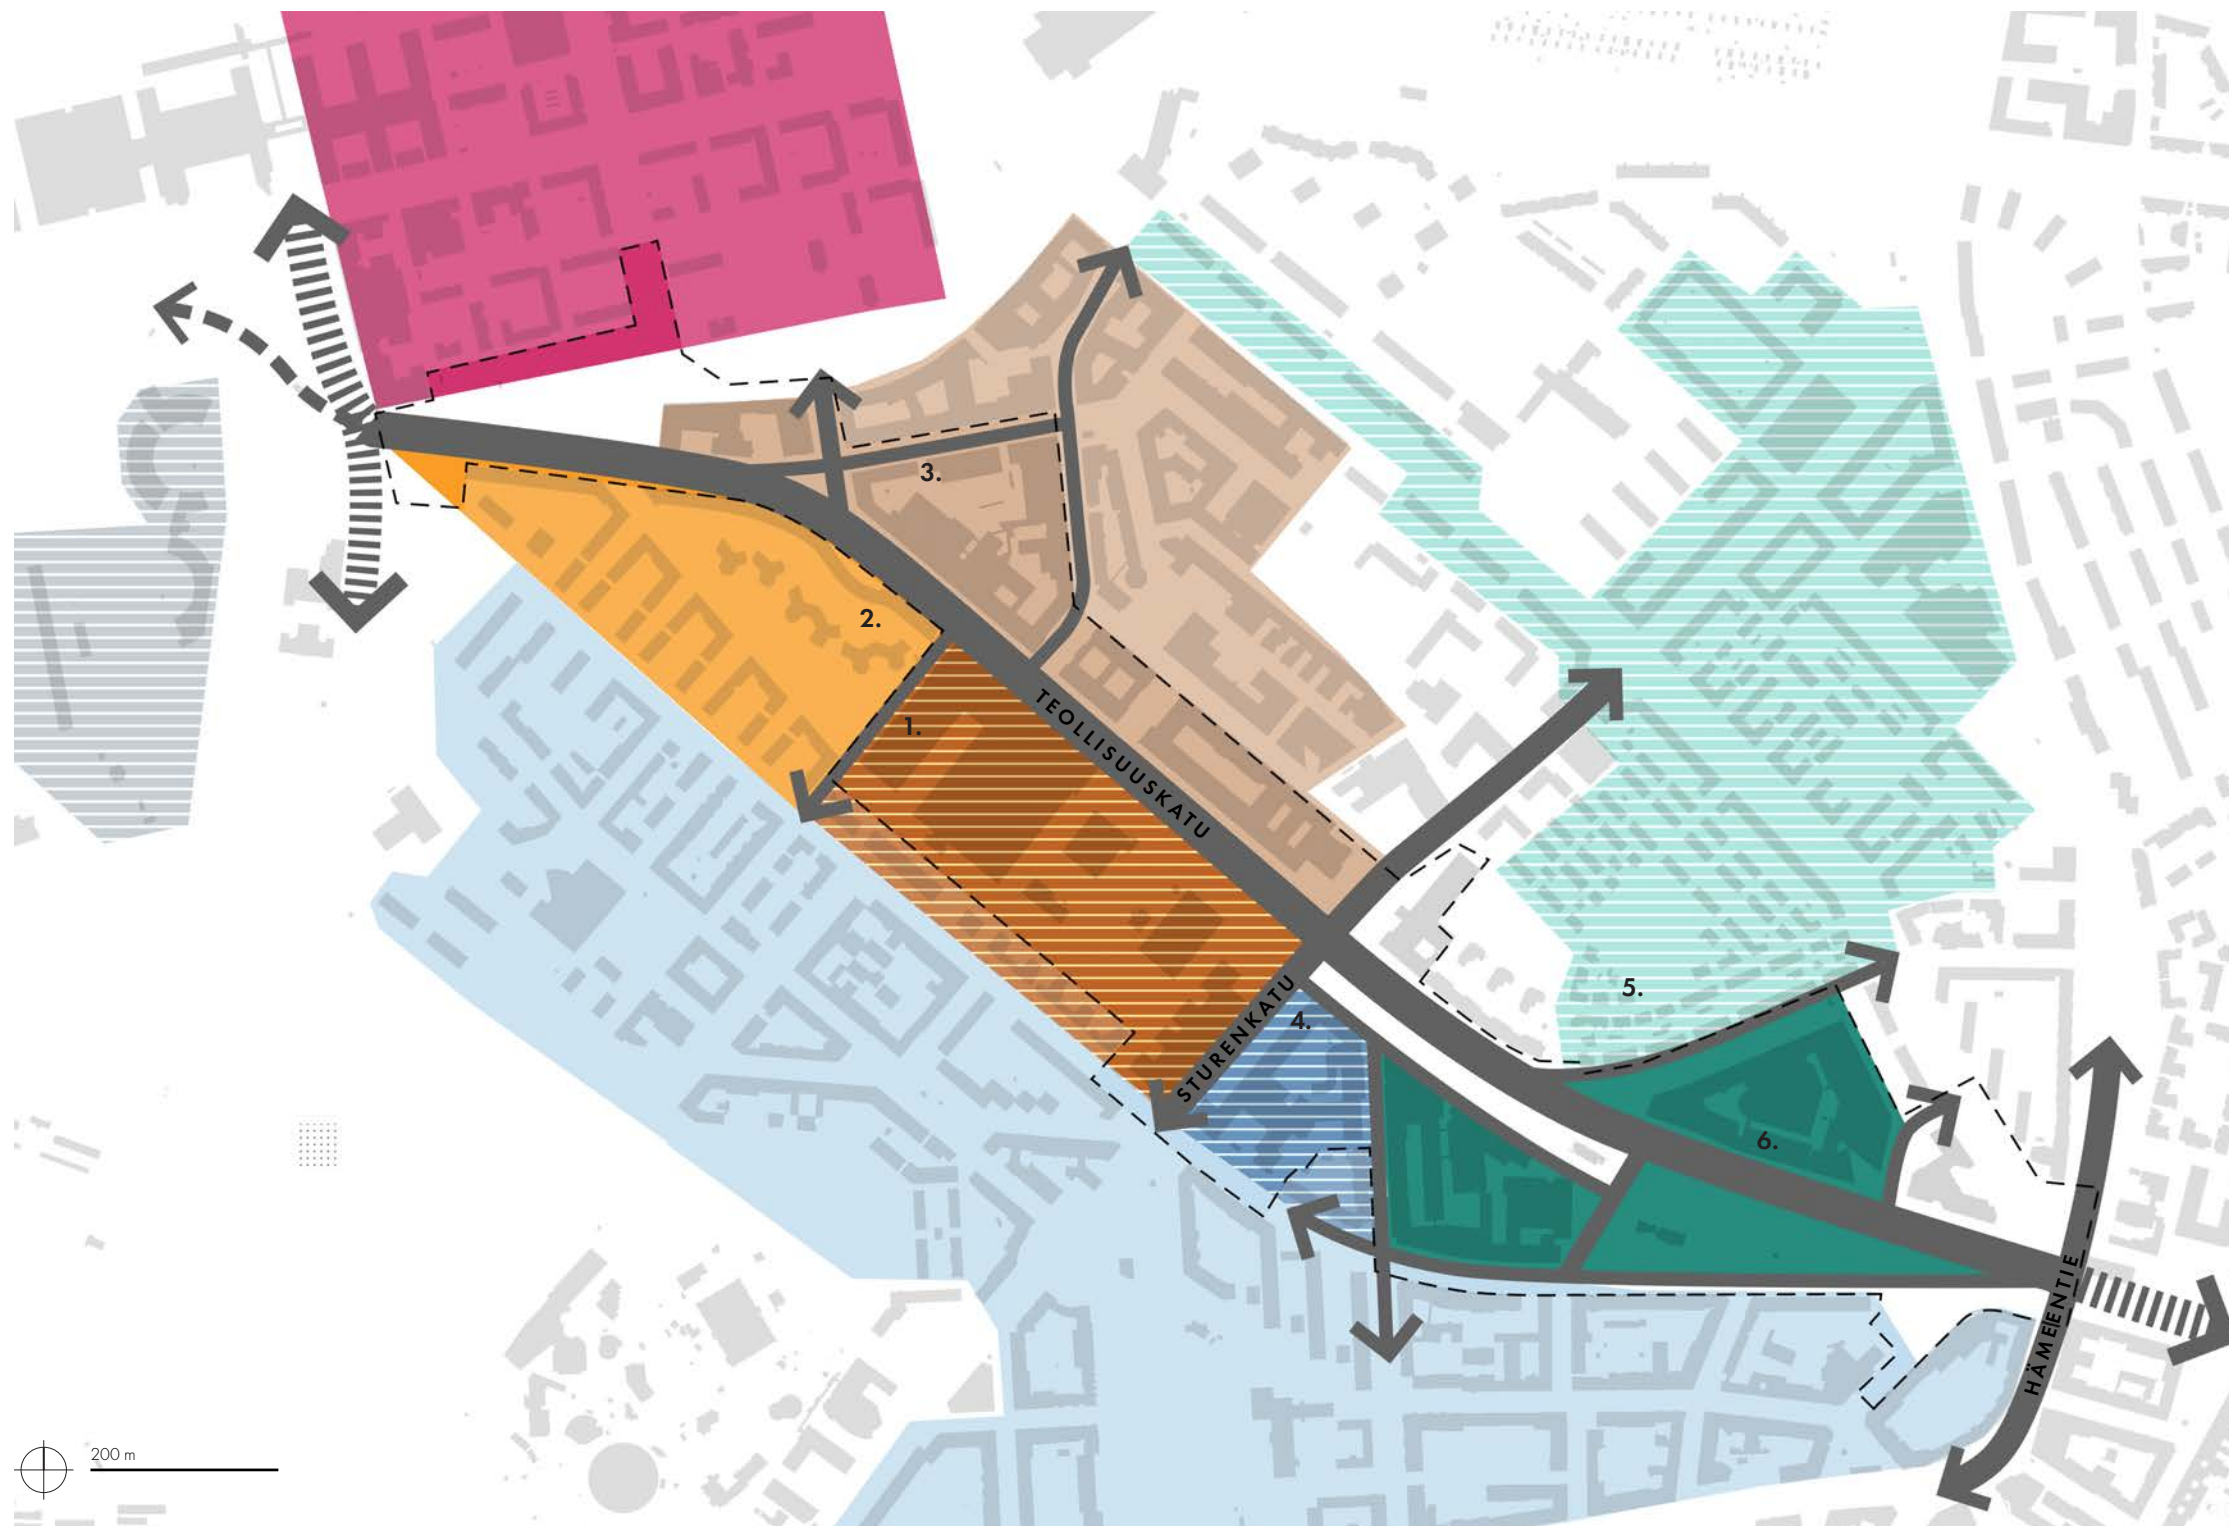 3.
2.
1.
TEOLLISUUSKATU
STURENKATU
4.
5.
6.
HÄMEENTIE
200 m